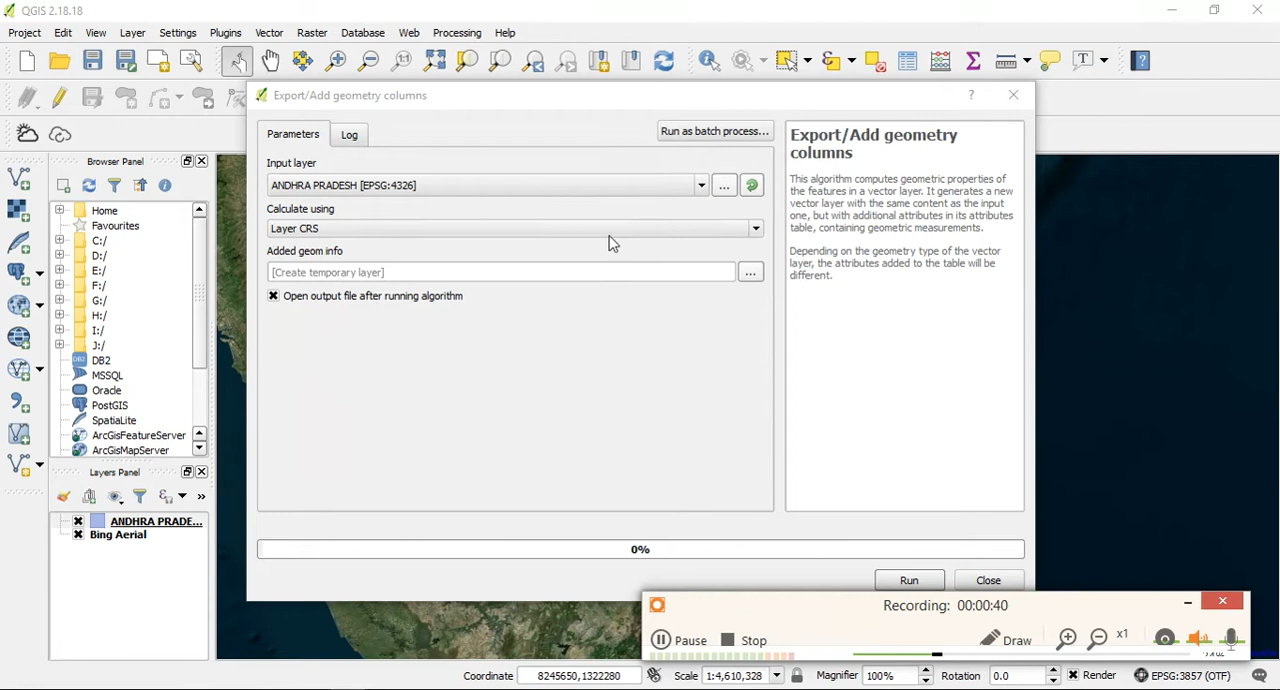 QGIS 2.18.18
Project Edit View Layer Settings Plugins Vector Raster Database Web Processing Help
Export/Add geometry columns
Parameters Log Run as batch process...
Input layer
ANDHRA PRADESH [EPSG:4326]
...
Calculate using
Layer CRS
Added geom info
[Create temporary layer]
...
Open output file after running algorithm
Export/Add geometry
columns
This algorithm computes geometric properties of
the features in a vector layer. It generates a new
vector layer with the same content as the input
one, but with additional attributes in its attributes
table, containing geometric measurements.
Depending on the geometry type of the vector
layer, the attributes added to the table will be
different.
0%
Run Close
Browser Panel
Home
Favourites
C:/
D:/
E:/
F:/
G:/
H:/
I:/
J:/
DB2
MSSQL
Oracle
PostGIS
SpatiaLite
ArcGisFeatureServer
ArcGisMapServer
Layers Panel
ANDHRA PRADE...
Bing Aerial
Recording: 00:00:40
Pause Stop Draw x1
Coordinate 8245650,1322280 Scale 1:4,610,328 Magnifier 100% Rotation 0.0 Render EPSG:3857 (OTF)